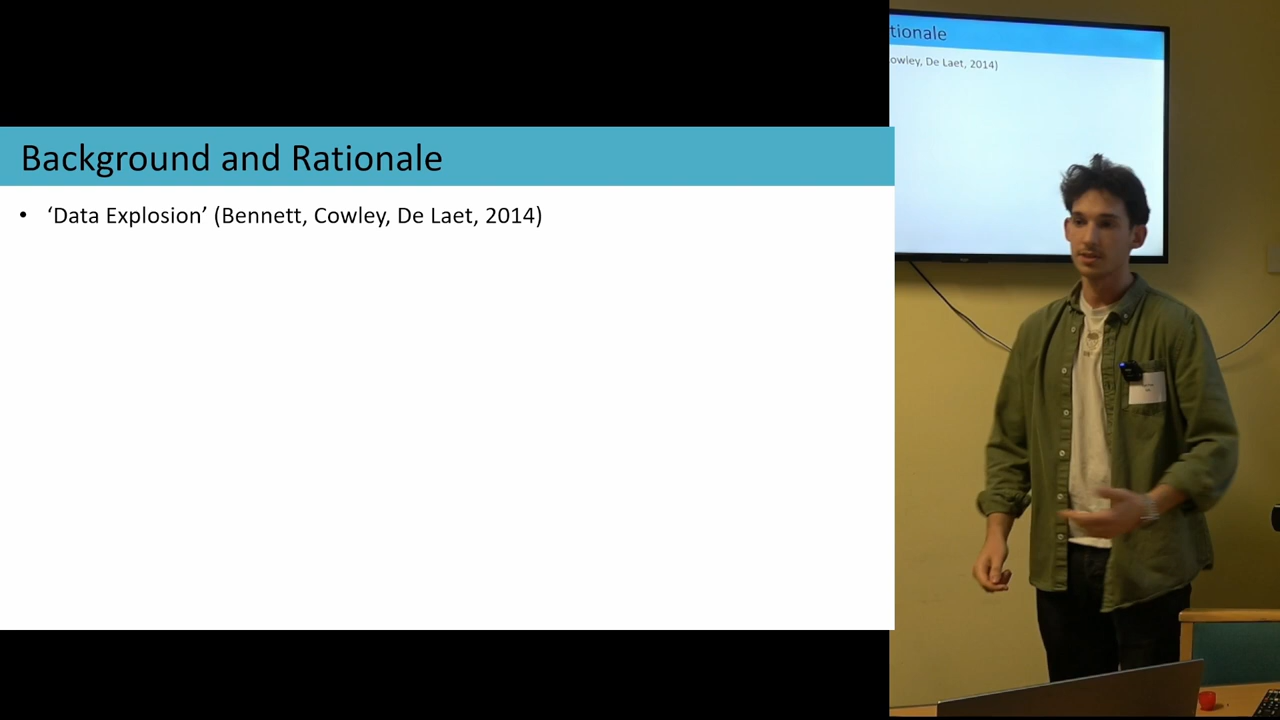 Background and Rationale
• ‘Data Explosion’ (Bennett, Cowley, De Laet, 2014)
tionale
owley, De Laet, 2014)